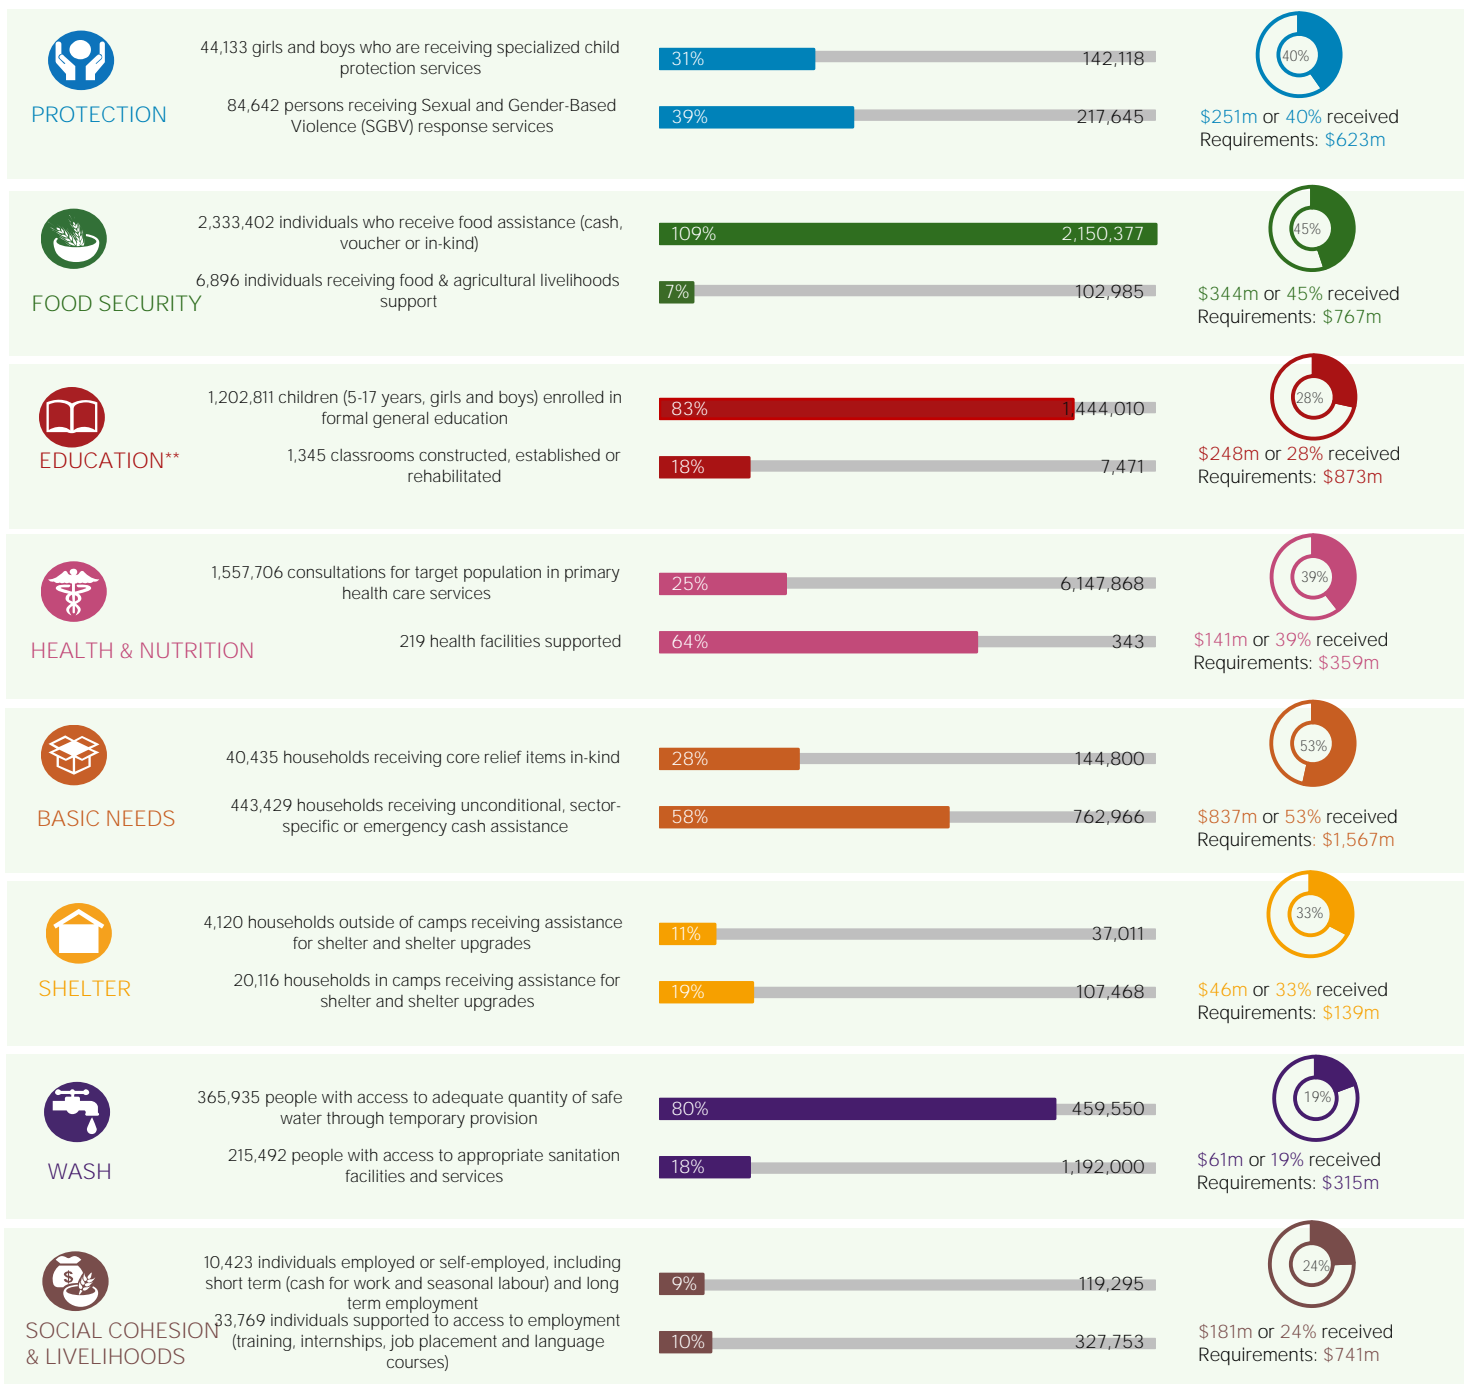 44,133 girls and boys who are receiving specialized child
protection services
31%
142,118
40%
PROTECTION
84,642 persons receiving Sexual and Gender-Based
Violence (SGBV) response services
39%
217,645
$251m or 40% received
Requirements: $623m
2,333,402 individuals who receive food assistance (cash,
voucher or in-kind)
109%
2,150,377
45%
FOOD SECURITY
6,896 individuals receiving food & agricultural livelihoods
support
7%
102,985
$344m or 45% received
Requirements: $767m
1,202,811 children (5-17 years, girls and boys) enrolled in
formal general education
83%
1,444,010
28%
EDUCATION**
1,345 classrooms constructed, established or
rehabilitated
18%
7,471
$248m or 28% received
Requirements: $873m
1,557,706 consultations for target population in primary
health care services
25%
6,147,868
39%
HEALTH & NUTRITION
219 health facilities supported
64%
343
$141m or 39% received
Requirements: $359m
40,435 households receiving core relief items in-kind
28%
144,800
53%
BASIC NEEDS
443,429 households receiving unconditional, sector-
specific or emergency cash assistance
58%
762,966
$837m or 53% received
Requirements: $1,567m
4,120 households outside of camps receiving assistance
for shelter and shelter upgrades
11%
37,011
33%
SHELTER
20,116 households in camps receiving assistance for
shelter and shelter upgrades
19%
107,468
$46m or 33% received
Requirements: $139m
365,935 people with access to adequate quantity of safe
water through temporary provision
80%
459,550
19%
WASH
215,492 people with access to appropriate sanitation
facilities and services
18%
1,192,000
$61m or 19% received
Requirements: $315m
10,423 individuals employed or self-employed, including
short term (cash for work and seasonal labour) and long
term employment
9%
119,295
24%
$
SOCIAL COHESION
& LIVELIHOODS
33,769 individuals supported to access to employment
(training, internships, job placement and language
courses)
10%
327,753
$181m or 24% received
Requirements: $741m